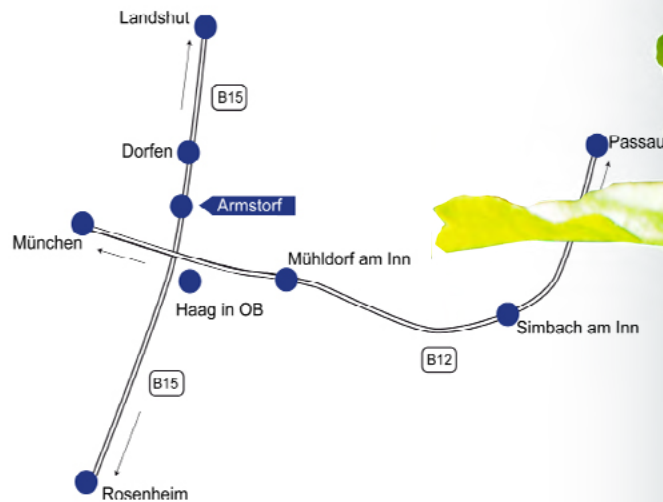 Landshut
B15
Dorfen
Passau
Armstorf
München
Mühldorf am Inn
Haag in OB
Simbach am Inn
B12
B15
Rosenheim